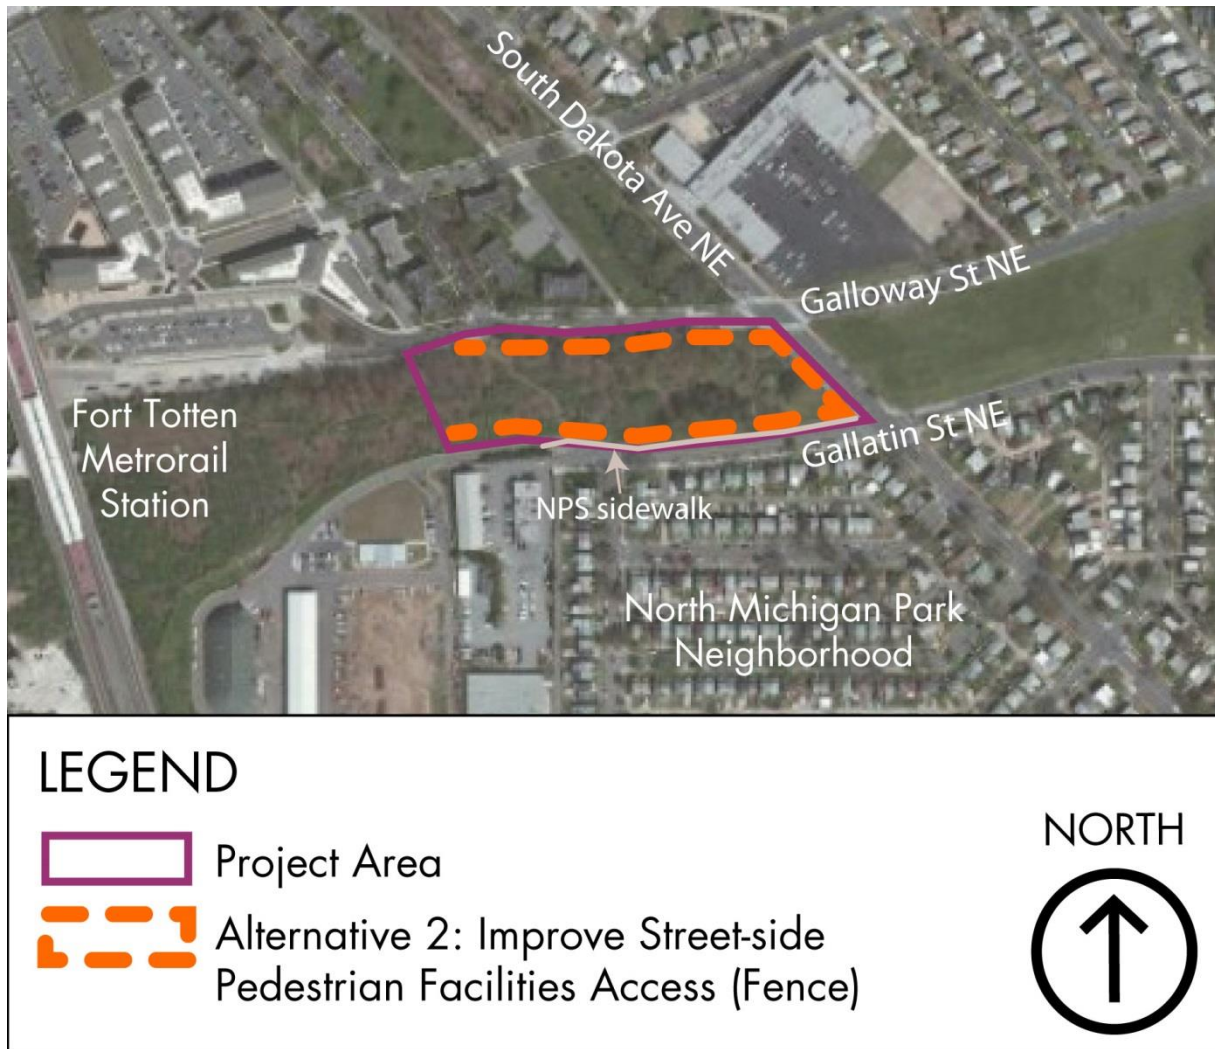 South Dakota Ave NE
Galloway St NE
Fort Totten
Metrorail
Station
Gallatin St NE
NPS sidewalk
North Michigan Park
Neighborhood
LEGEND
Project Area
Alternative 2: Improve Street-side
Pedestrian Facilities Access (Fence)
NORTH